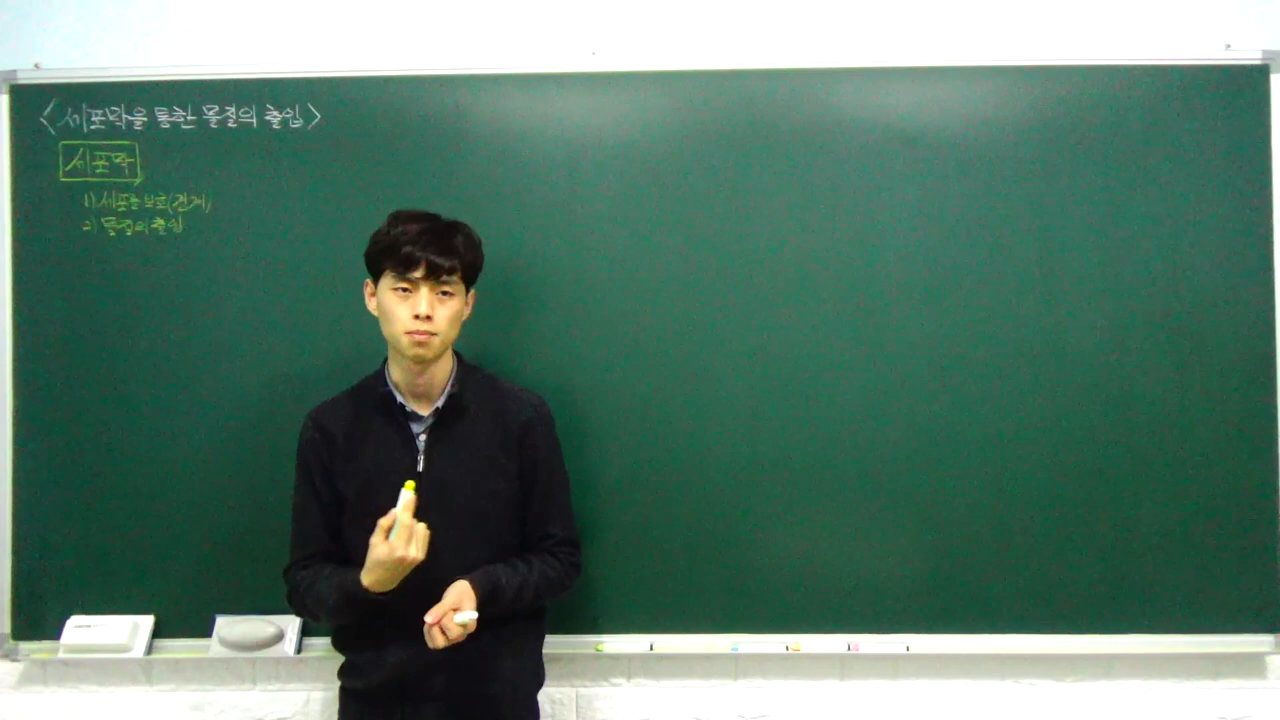 <세포막을 통한 물질의 출입>
세포막
1) 세포를 보호(경계)
2) 물질의 출입